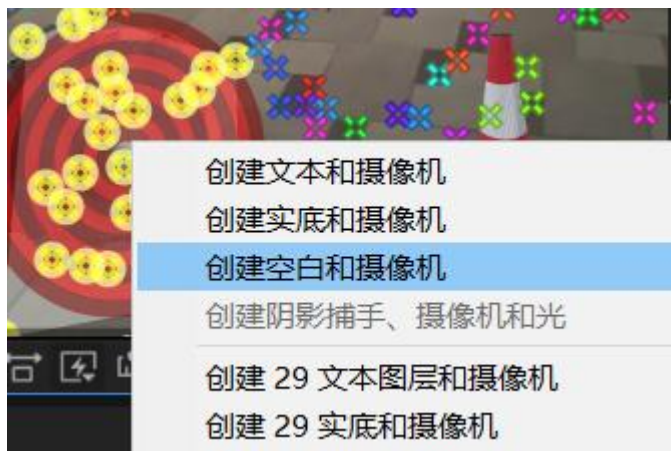 创建文本和摄像机
创建实底和摄像机
创建空白和摄像机
创建阴影捕手、摄像机和光
创建 29 文本图层和摄像机
创建 29 实底和摄像机